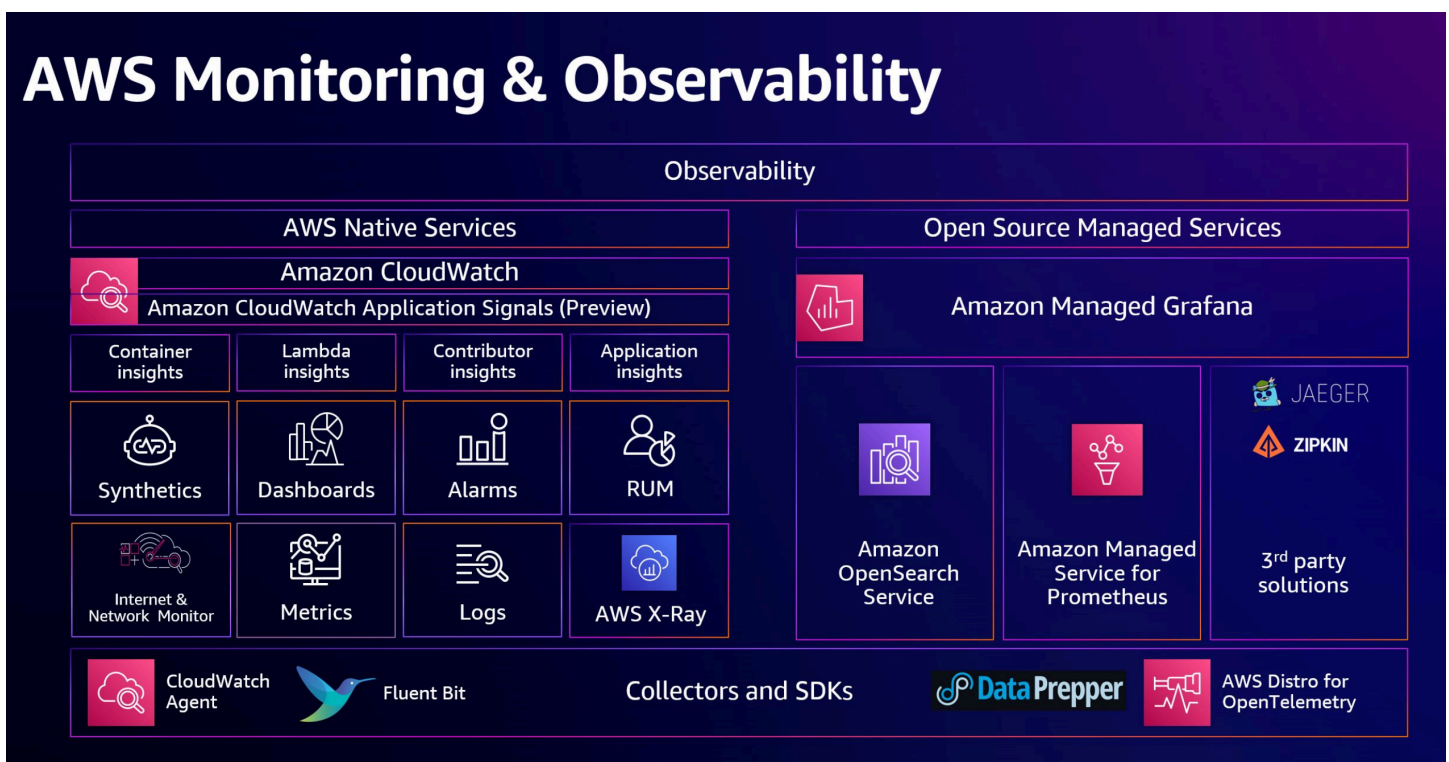 AWS Monitoring & Observability
Observability
AWS Native Services
Amazon CloudWatch
Amazon CloudWatch Application Signals (Preview)
Container
insights
Lambda
insights
Contributor
insights
Application
insights
Synthetics
Dashboards
Alarms
RUM
Internet &
Network Monitor
Metrics
Logs
AWS X-Ray
Open Source Managed Services
Amazon Managed Grafana
Amazon
OpenSearch
Service
Amazon Managed
Service for
Prometheus
JAEGER
ZIPKIN
3rd party
solutions
CloudWatch
Agent
Fluent Bit
Collectors and SDKs
Data Prepper
AWS Distro for
OpenTelemetry